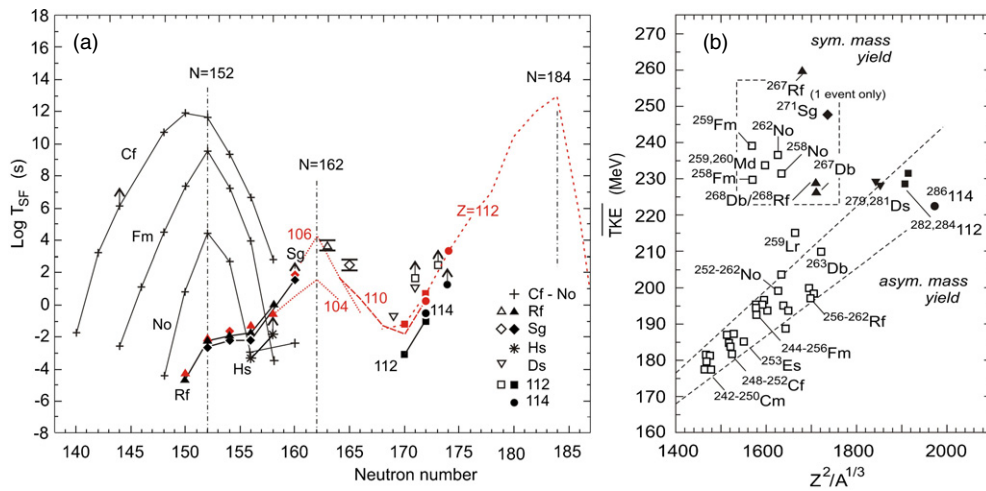 (a)
N=152
N=162
N=184
Cf
Fm
No
Rf
Hs
Sg
106
104
110
Z=112
112
114
Cf - No
Rf
Sg
Hs
Ds
112
114
Log T_SF (s)
18
16
14
12
10
8
6
4
2
0
-2
-4
-6
-8
140 145 150 155 160 165 170 175 180 185
Neutron number
(b)
sym. mass
yield
267Rf
(1 event only)
271Sg
259Fm
262No
258No
259,260Md
258Fm
267Db
268Db/268Rf
279,281Ds
286114
282,284112
259Lr
263Db
252-262No
asym. mass
yield
256-262Rf
244-256Fm
253Es
248-252Cf
242-250Cm
TKE (MeV)
270
260
250
240
230
220
210
200
190
180
170
160
1400 1600 1800 2000
Z²/A^1/3